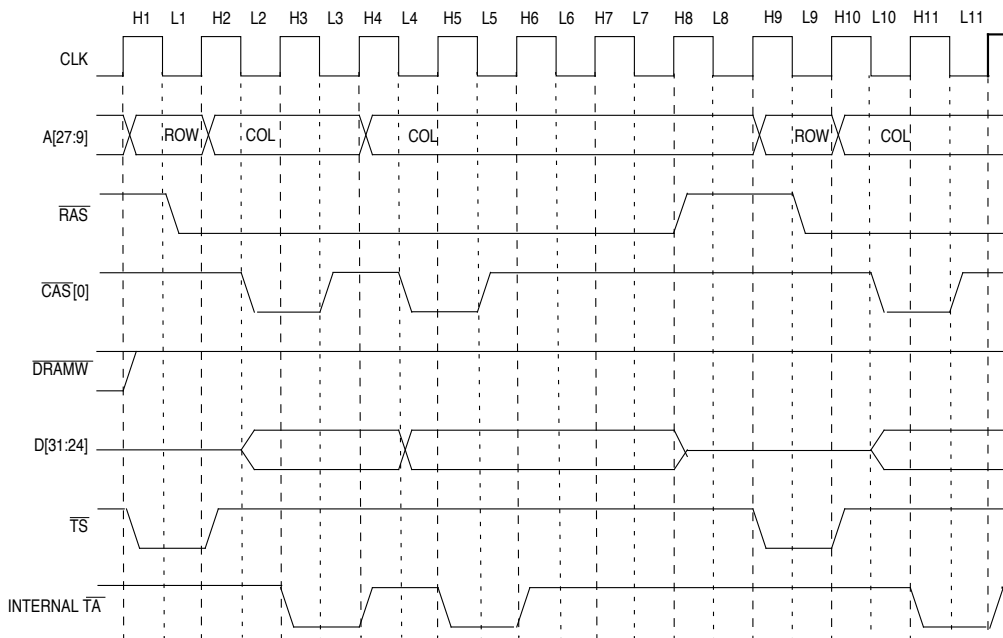 H1 L1 H2 L2 H3 L3 H4 L4 H5 L5 H6 L6 H7 L7 H8 L8 H9 L9 H10 L10 H11 L11
CLK
A[27:9] ROW COL COL ROW COL
RAS
CAS[0]
DRAMW
D[31:24]
TS
INTERNAL TA